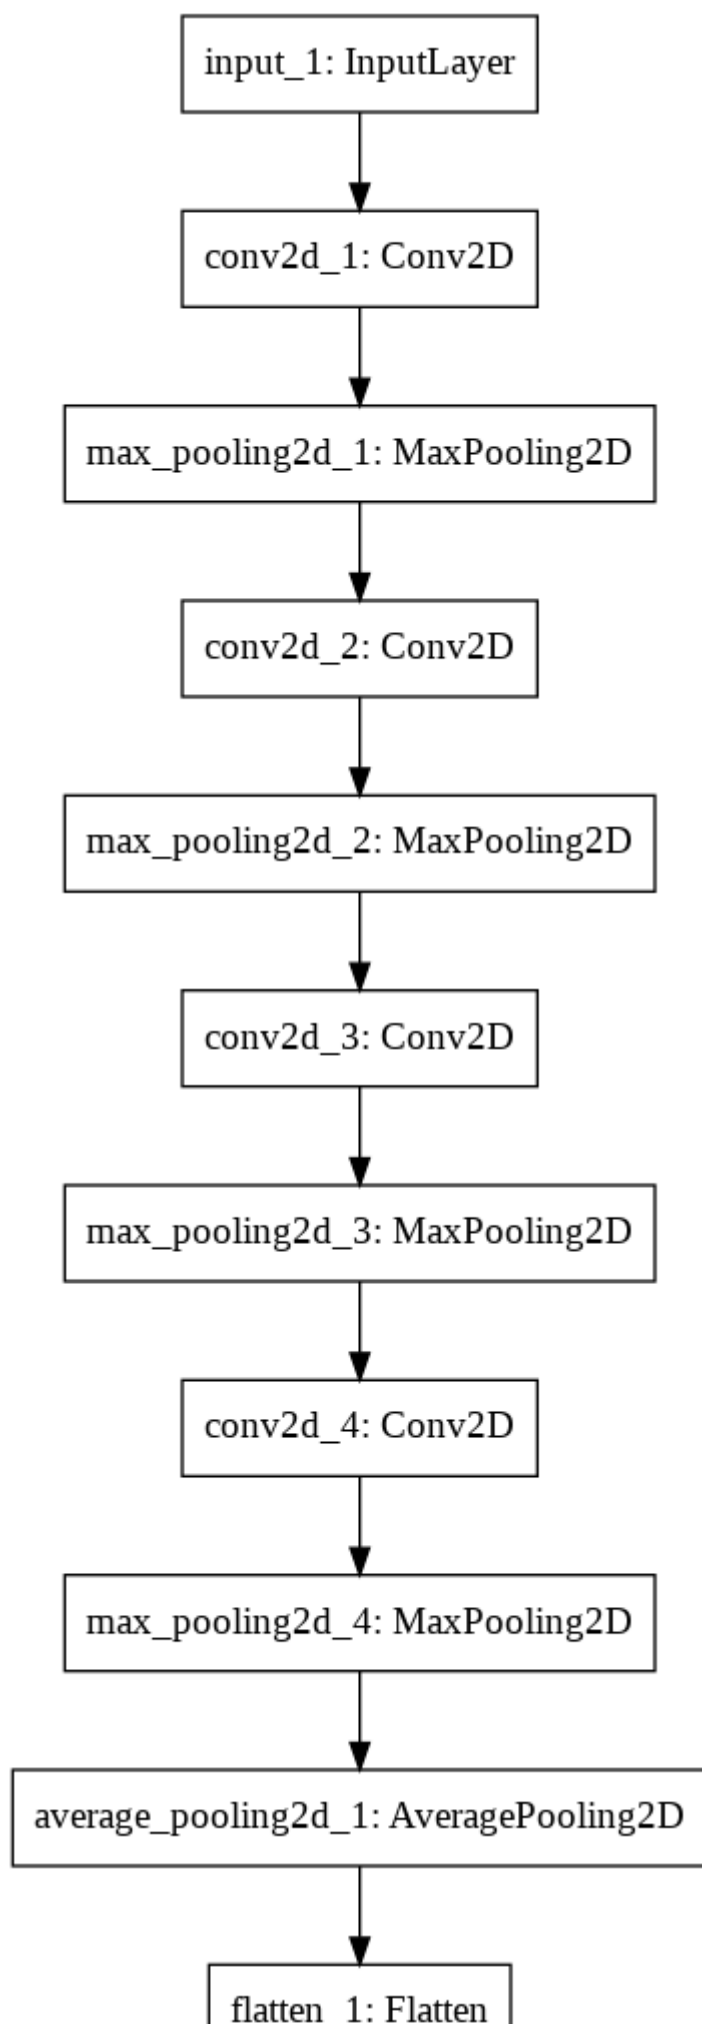 input_1: InputLayer
conv2d_1: Conv2D
max_pooling2d_1: MaxPooling2D
conv2d_2: Conv2D
max_pooling2d_2: MaxPooling2D
conv2d_3: Conv2D
max_pooling2d_3: MaxPooling2D
conv2d_4: Conv2D
max_pooling2d_4: MaxPooling2D
average_pooling2d_1: AveragePooling2D
flatten_1: Flatten